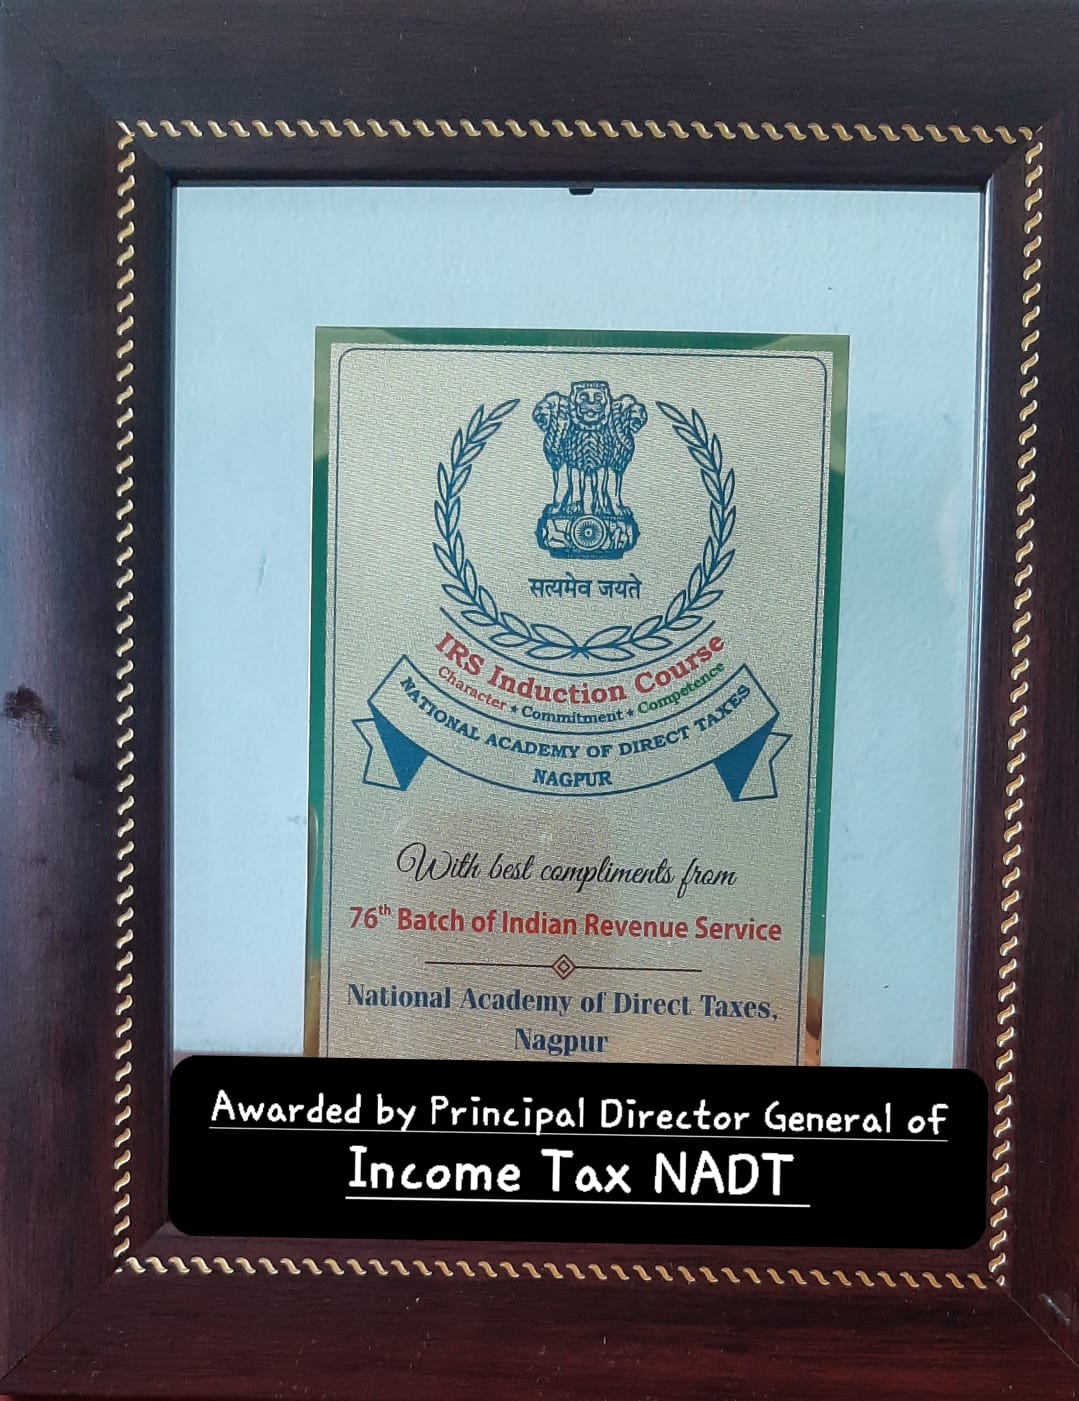 सत्यमेव जयते
IRS Induction Course
Character ★ Commitment ★ Competence
NATIONAL ACADEMY OF DIRECT TAXES
NAGPUR
With best compliments from
76th Batch of Indian Revenue Service
National Academy of Direct Taxes,
Nagpur
Awarded by Principal Director General of
Income Tax NADT